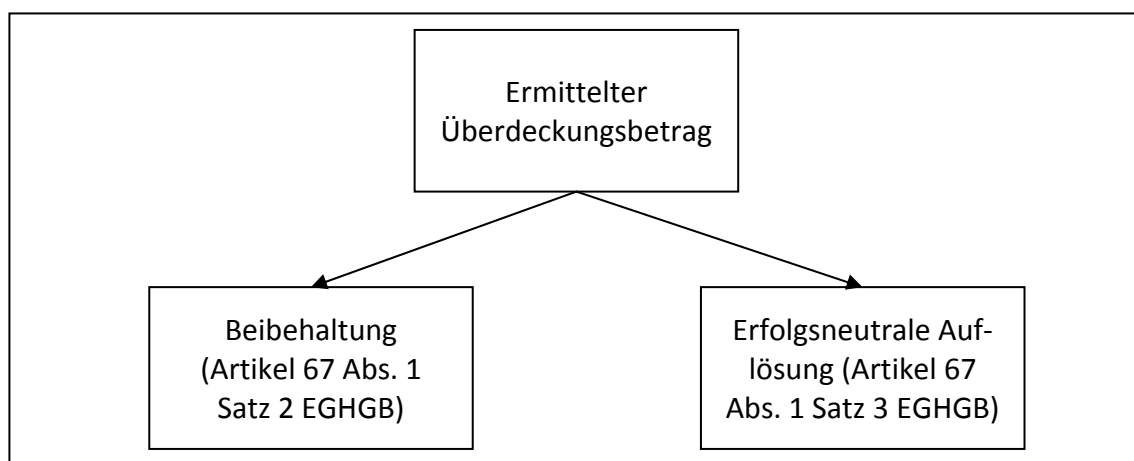 Ermittelter
Überdeckungsbetrag
Beibehaltung
(Artikel 67 Abs. 1
Satz 2 EGHGB)
Erfolgsneutrale Auf-
lösung (Artikel 67
Abs. 1 Satz 3 EGHGB)